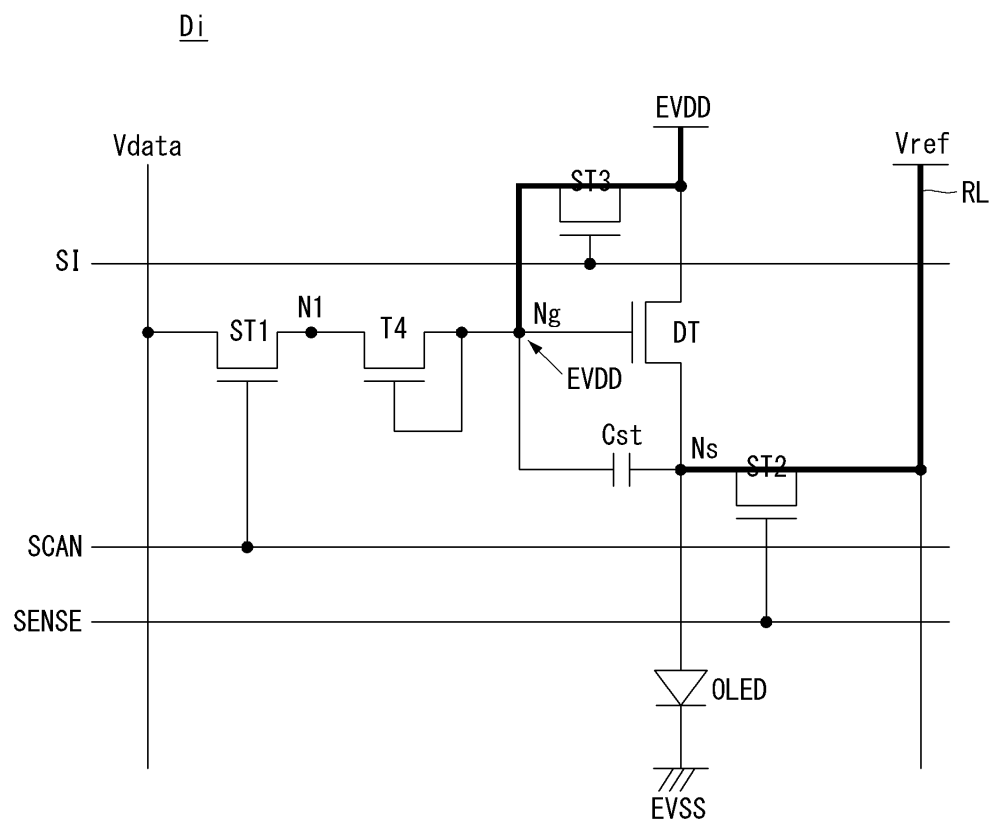 Di
EVDD
Vdata
Vref
ST3
RL
SI
N1
Ng
ST1
T4
DT
EVDD
Cst
Ns
ST2
SCAN
SENSE
OLED
EVSS